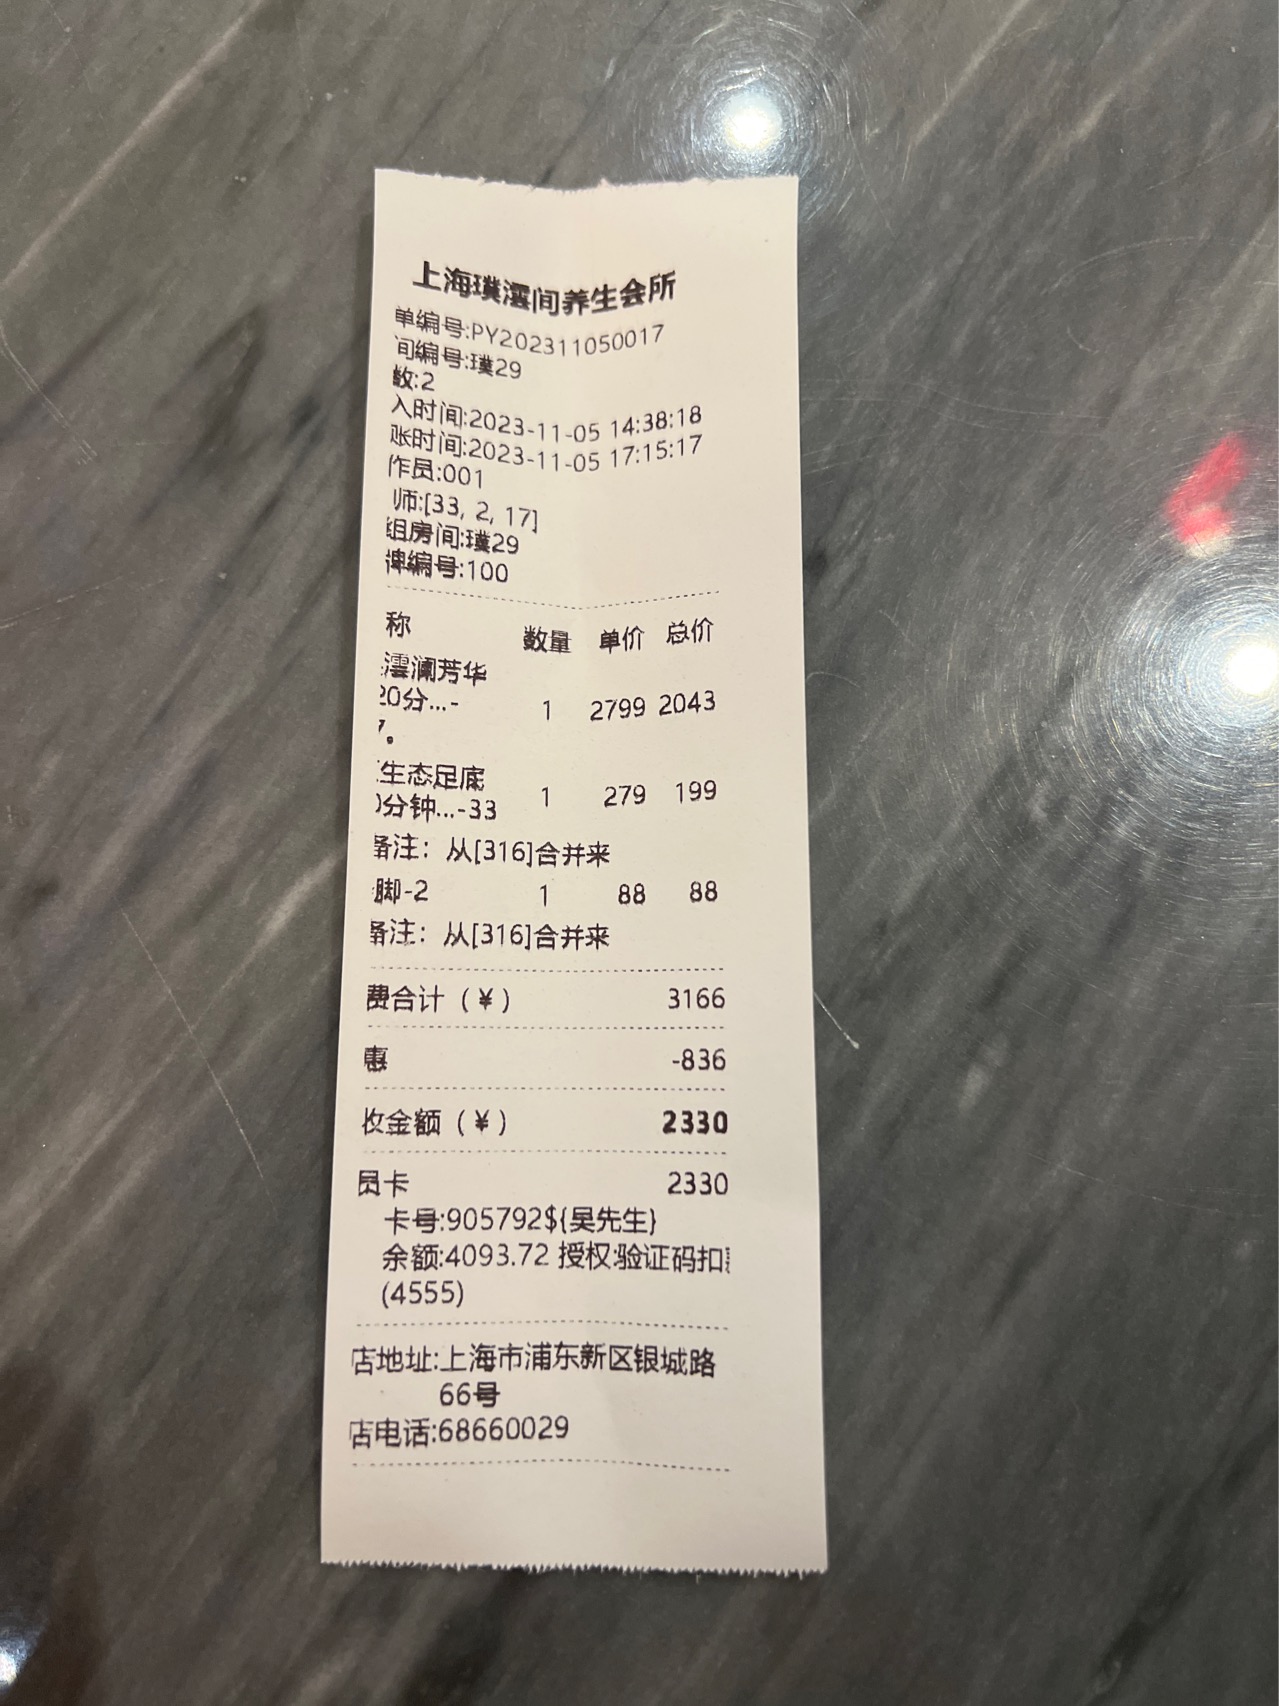 上海璞澐间养生会所
单编号:PY202311050017
间编号:璞29
数:2
入时间:2023-11-05 14:38:18
账时间:2023-11-05 17:15:17
作员:001
师:[33, 2, 17]
组房间:璞29
牌编号:100
称 数量 单价 总价
澐澜芳华
20分...- 1 2799 2043
7。
生态足底
0分钟...-33 1 279 199
备注：从[316]合并来
脚-2 1 88 88
备注：从[316]合并来
费合计（¥） 3166
惠 -836
收金额（¥） 2330
员卡 2330
卡号:905792${吴先生}
余额:4093.72 授权:验证码扣
(4555)
店地址:上海市浦东新区银城路
66号
店电话:68660029